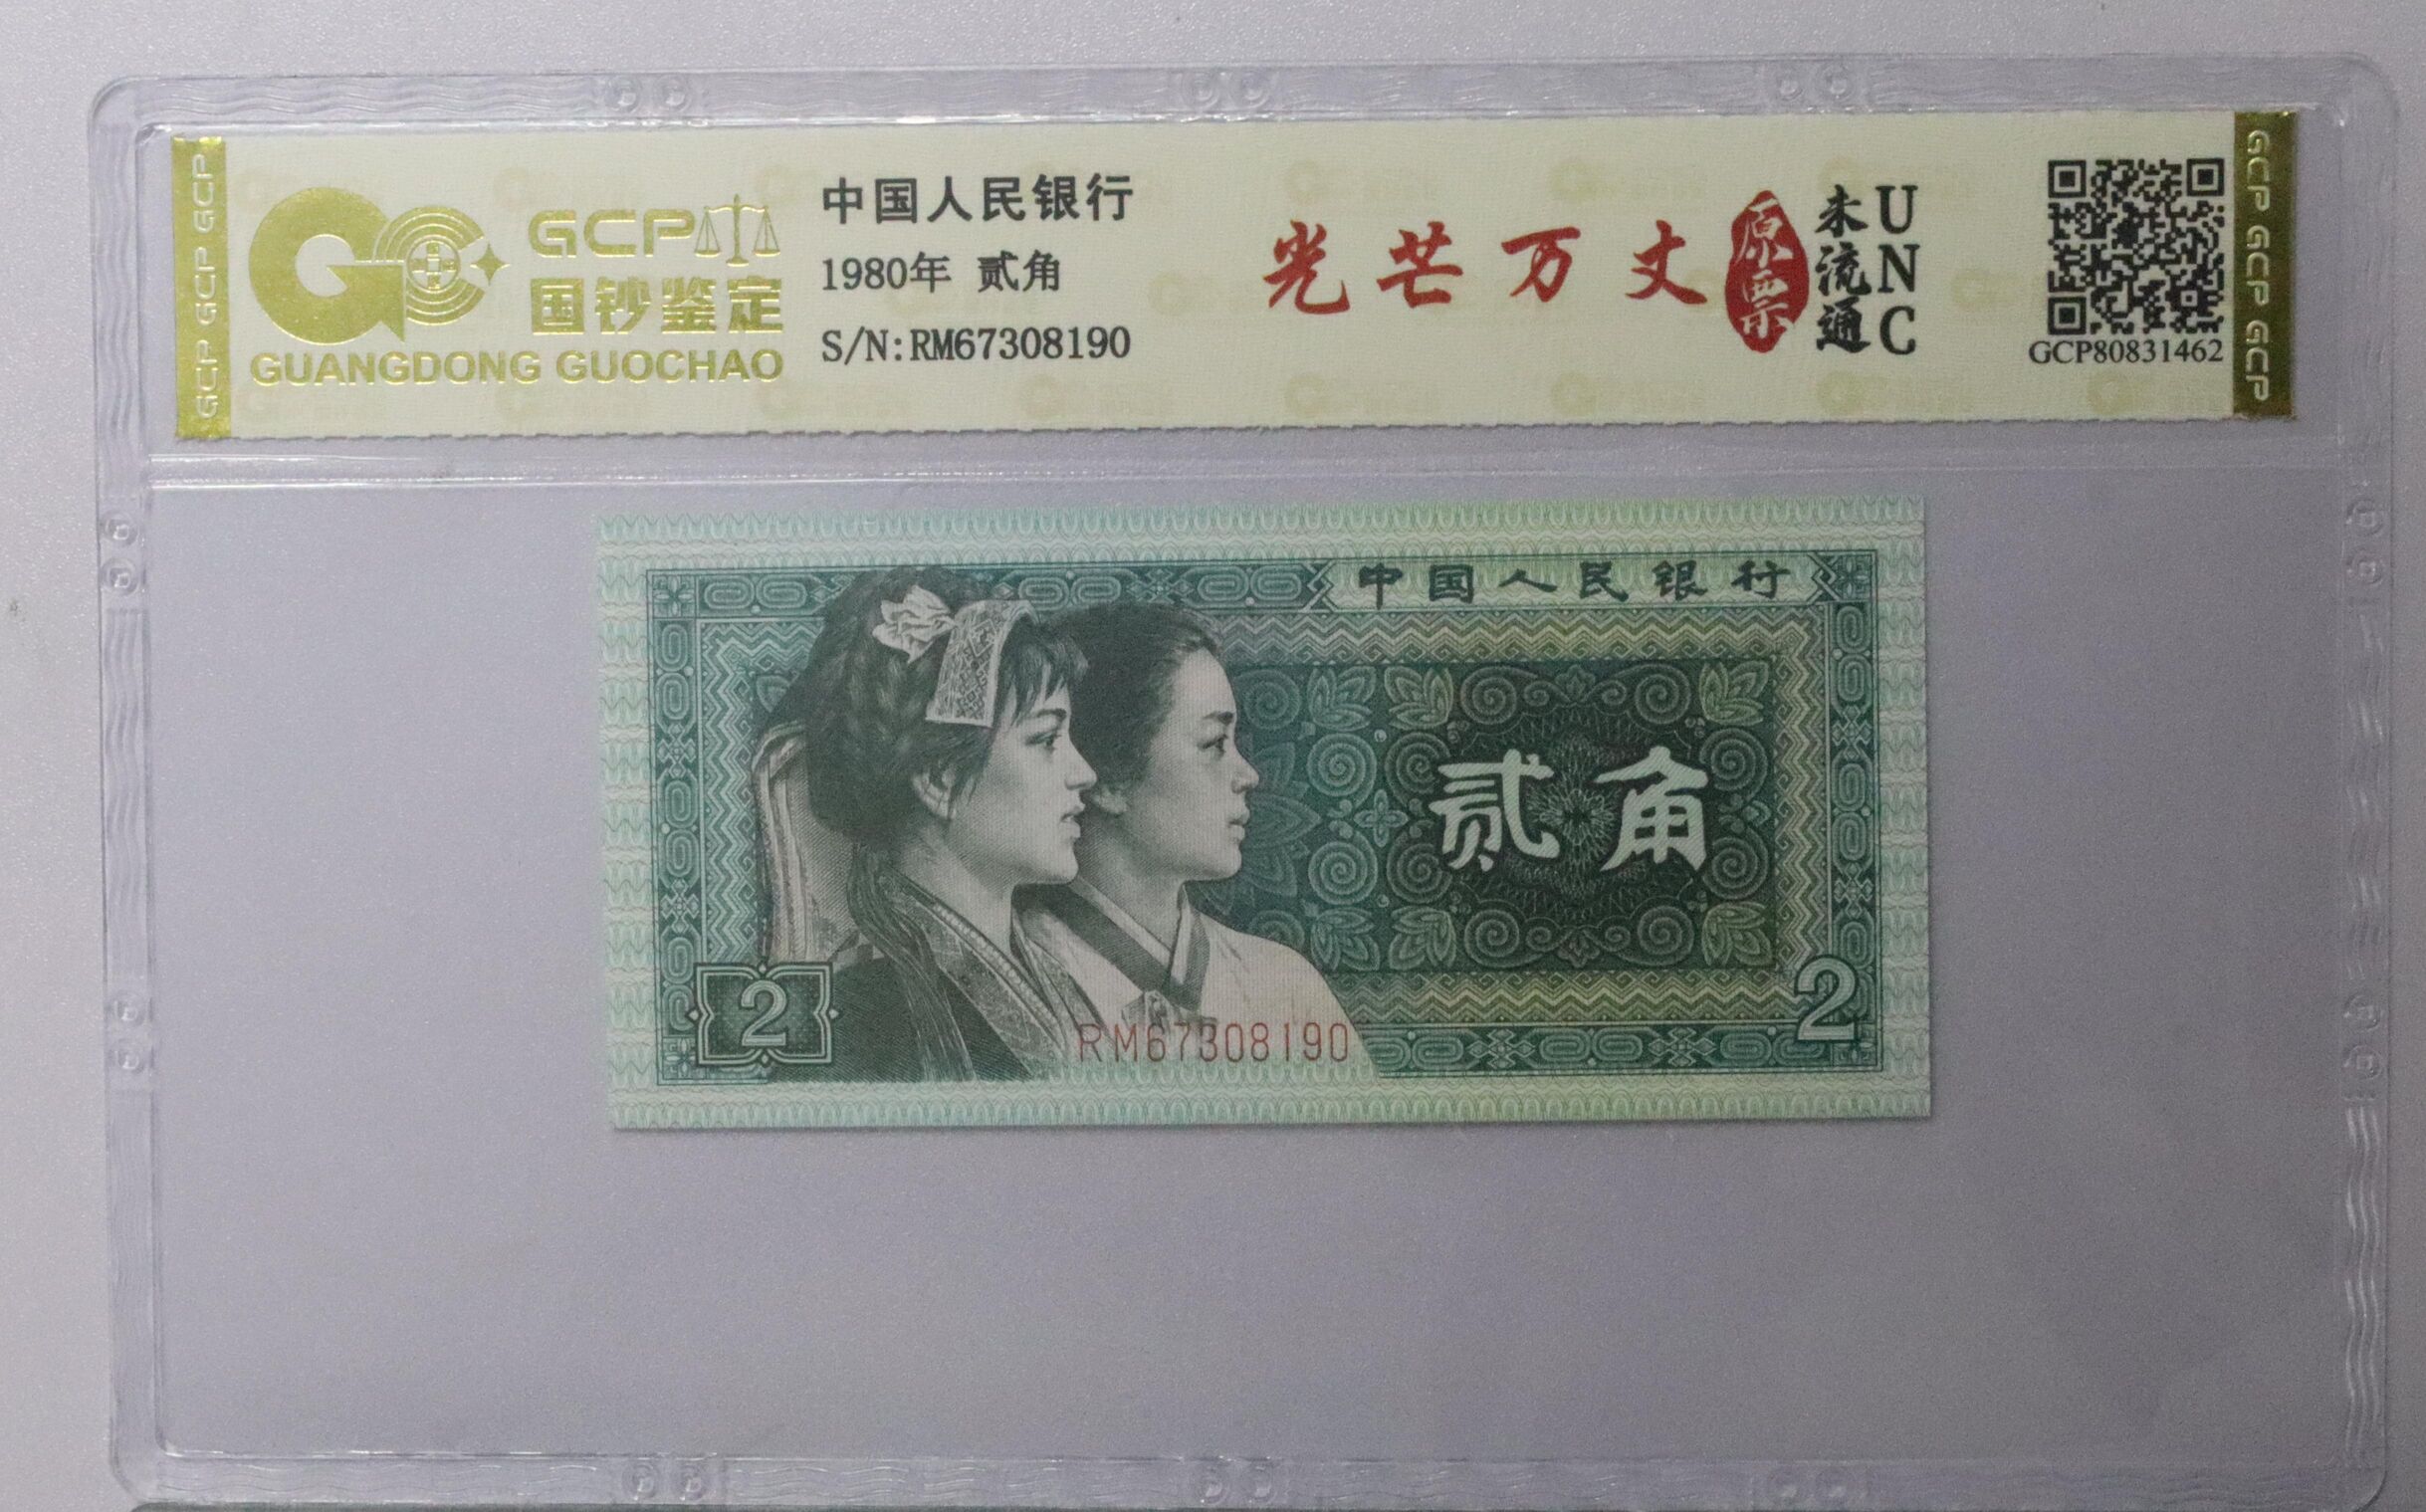 GCP GCP GCP
GCP
国钞鉴定
GUANGDONG GUOCHAO
中国人民银行
1980年 贰角
S/N:RM67308190
光芒万丈
原票
未流通
UNC
GCP80831462
GCP GCP GCP
中国人民银行
贰角
2
RM67308190
2